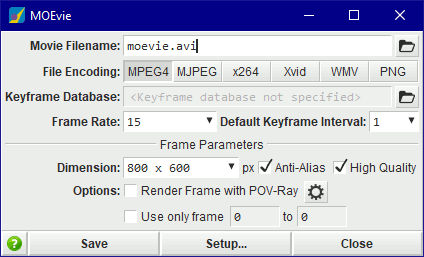 MOEvie
Movie Filename: moevie.avi
File Encoding: MPEG4 MJPEG x264 Xvid WMV PNG
Keyframe Database: <Keyframe database not specified>
Frame Rate: 15 Default Keyframe Interval: 1
Frame Parameters
Dimension: 800 x 600 px Anti-Alias High Quality
Options: Render Frame with POV-Ray
Use only frame 0 to 0
? Save Setup... Close